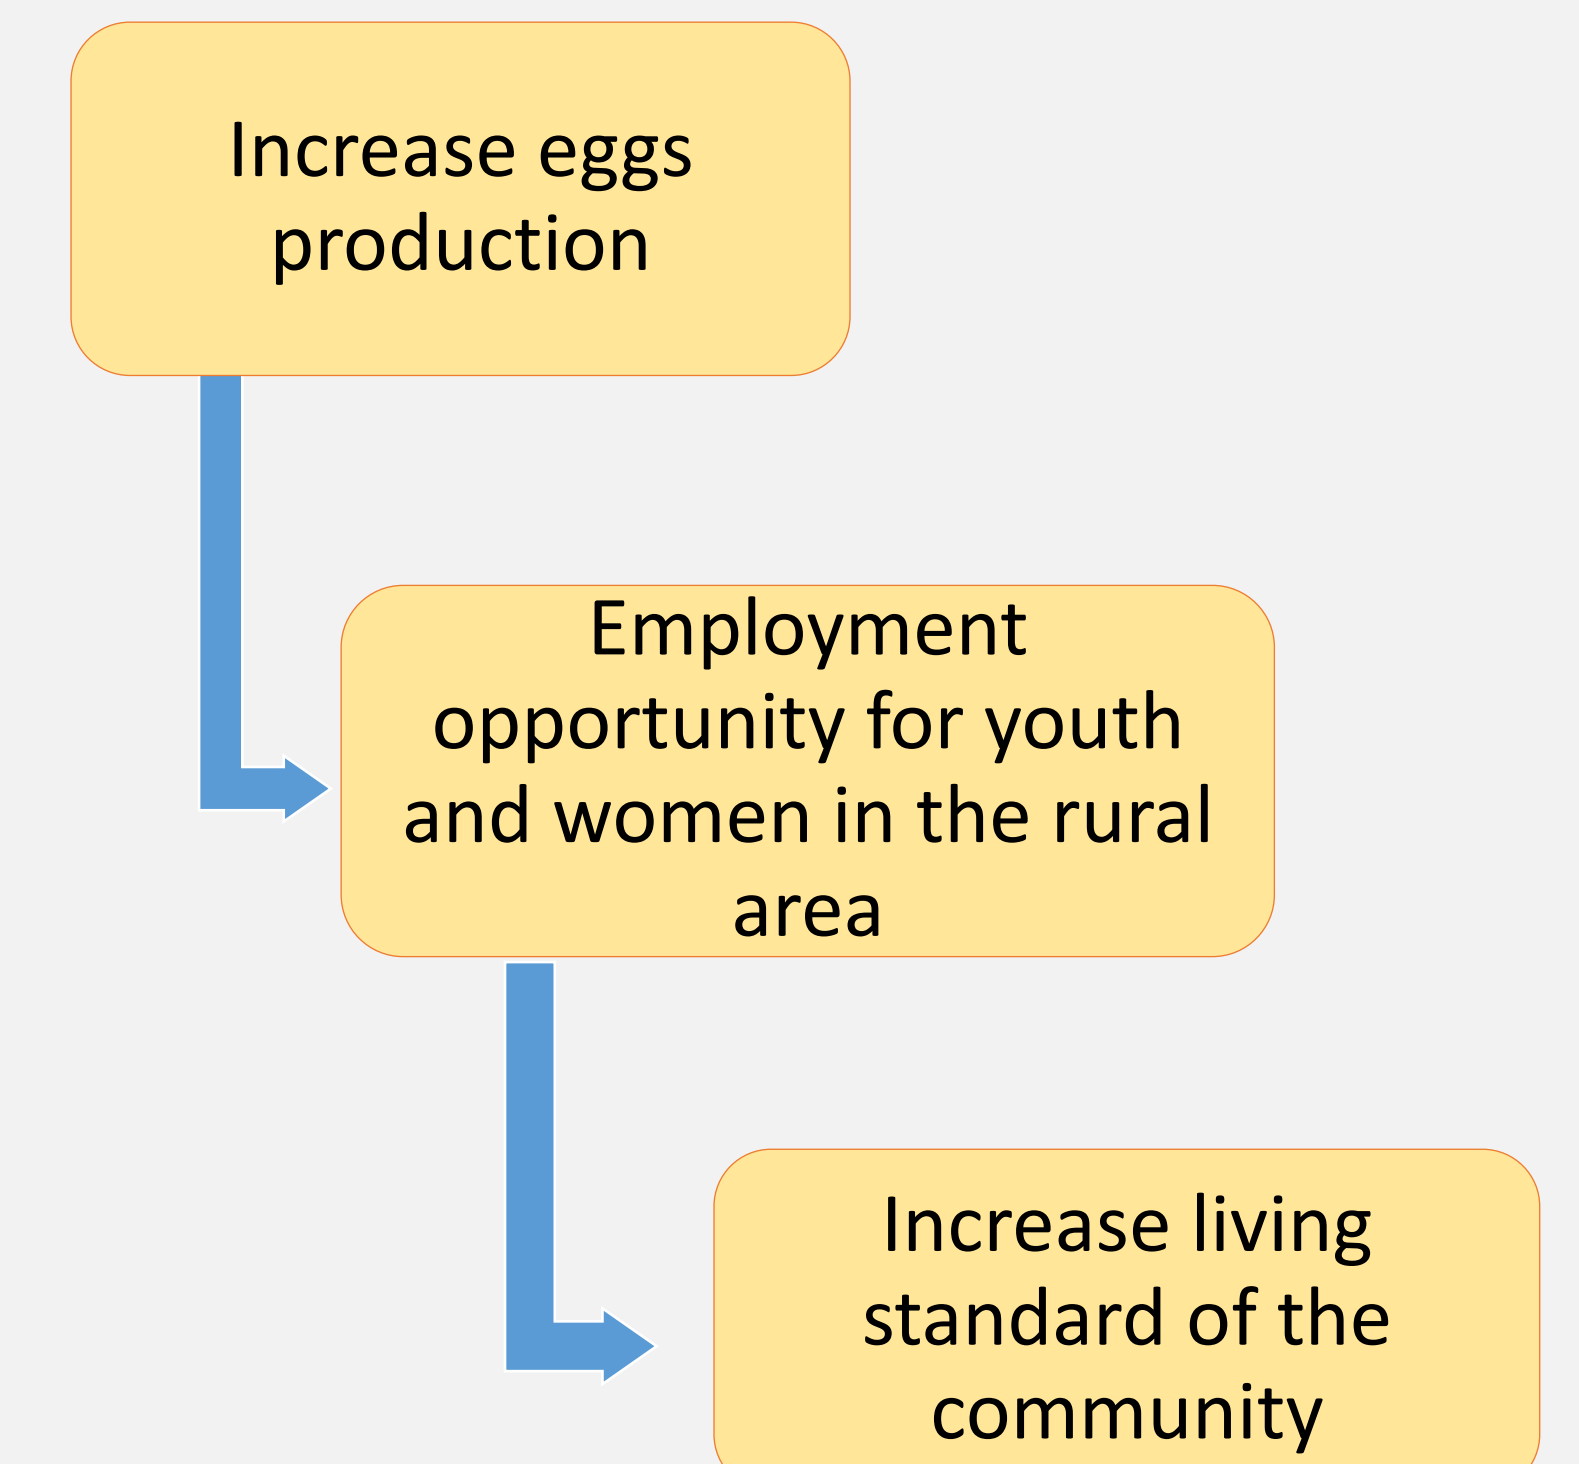 Increase eggs
production
Employment
opportunity for youth
and women in the rural
area
Increase living
standard of the
community